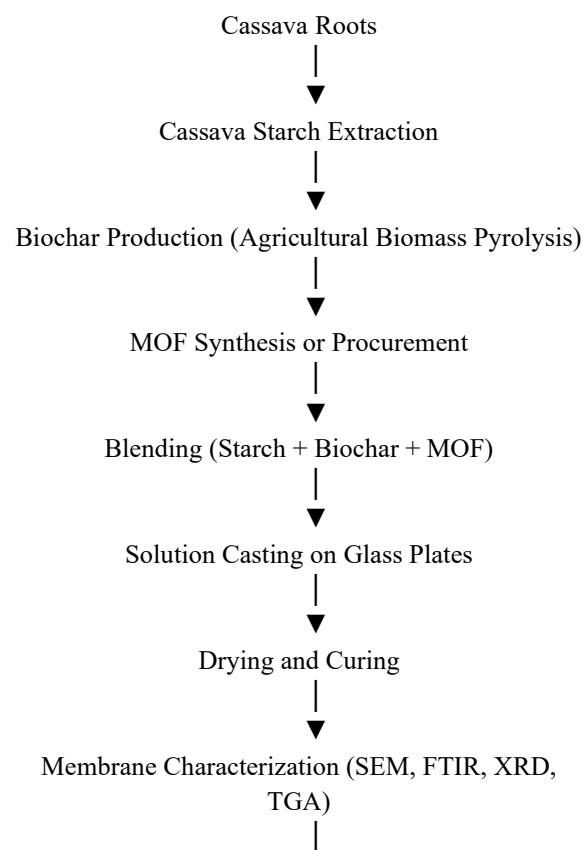 Cassava Roots
Cassava Starch Extraction
Biochar Production (Agricultural Biomass Pyrolysis)
MOF Synthesis or Procurement
Blending (Starch + Biochar + MOF)
Solution Casting on Glass Plates
Drying and Curing
Membrane Characterization (SEM, FTIR, XRD,
TGA)